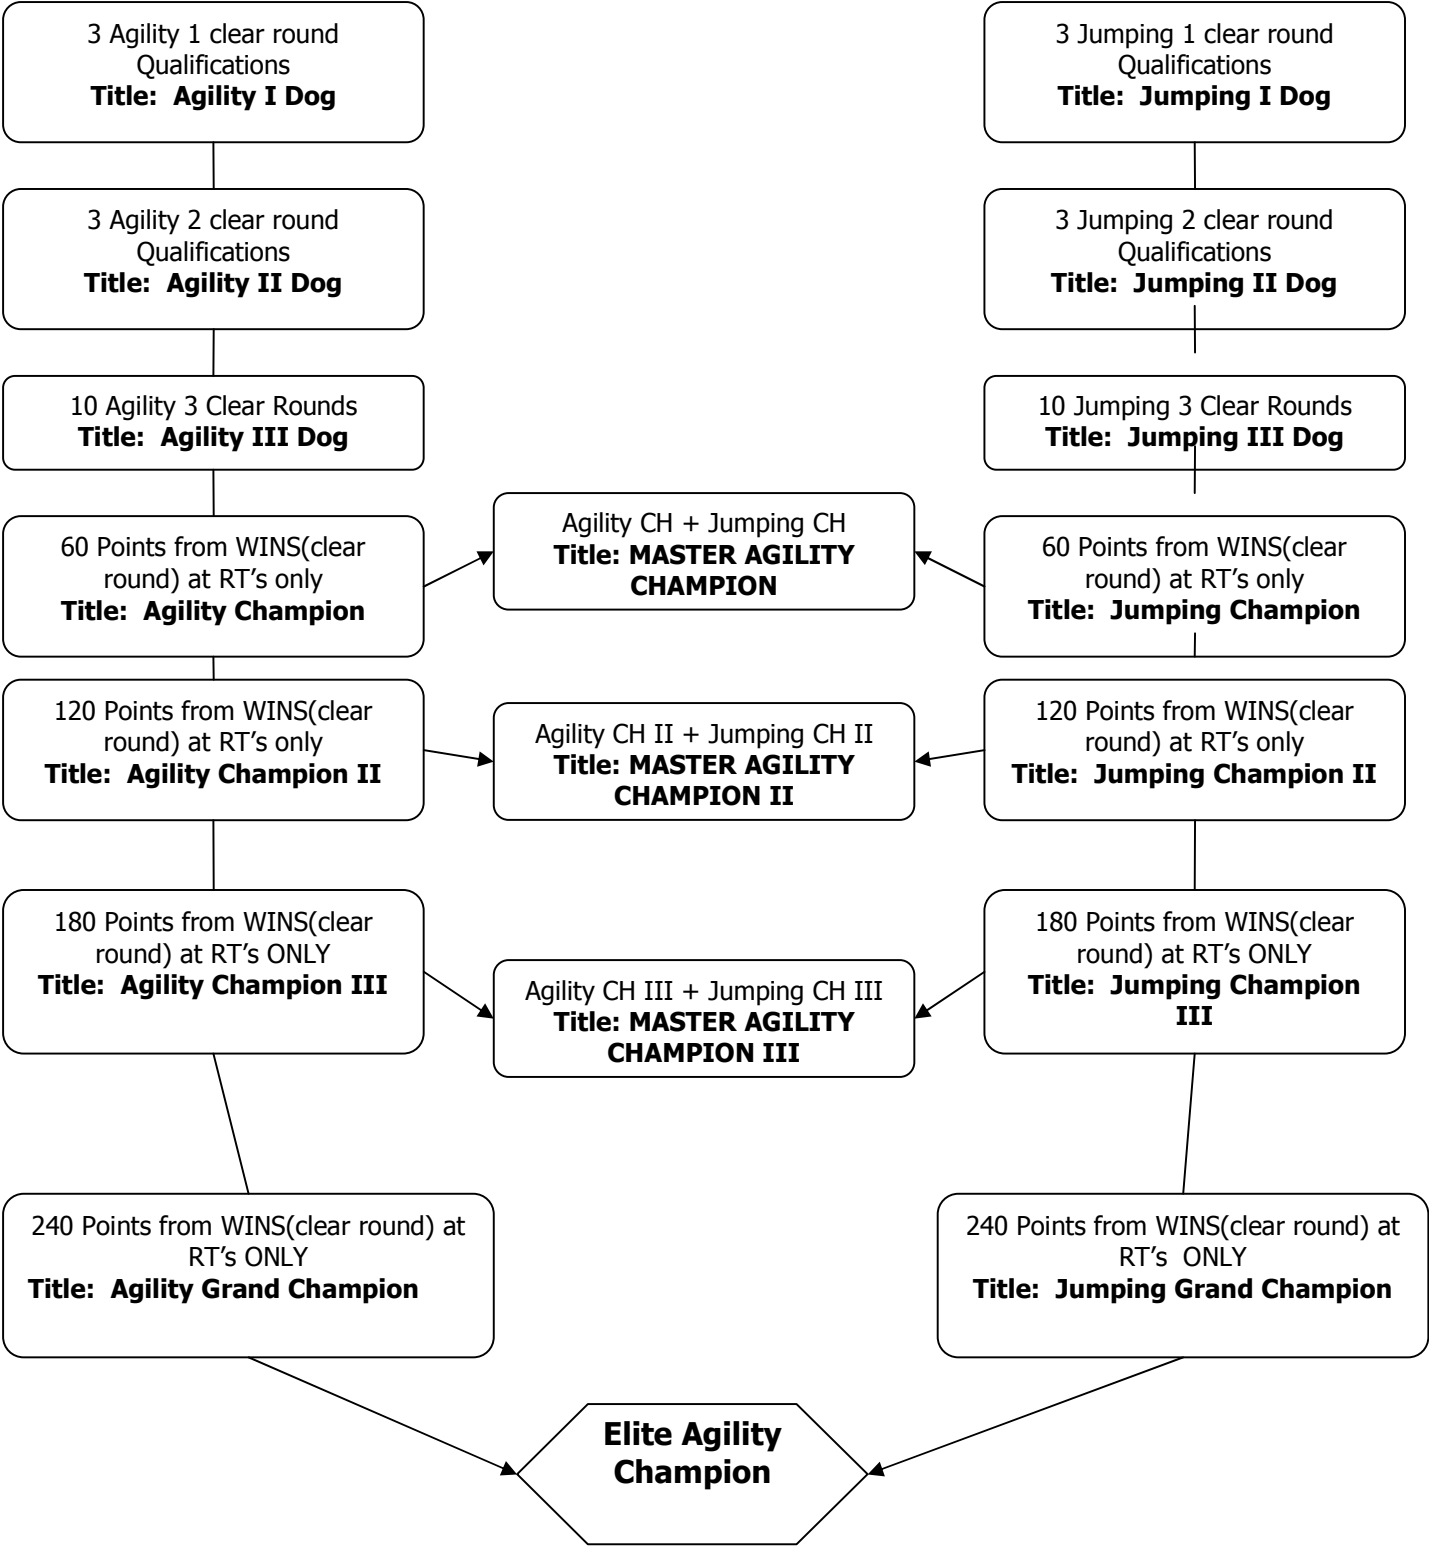 3 Agility 1 clear round
Qualifications
Title:  Agility I Dog
3 Jumping 1 clear round
Qualifications
Title:  Jumping I Dog
3 Agility 2 clear round
Qualifications
Title:  Agility II Dog
3 Jumping 2 clear round
Qualifications
Title:  Jumping II Dog
10 Agility 3 Clear Rounds
Title:  Agility III Dog
10 Jumping 3 Clear Rounds
Title:  Jumping III Dog
60 Points from WINS(clear
round) at RT’s only
Title:  Agility Champion
Agility CH + Jumping CH
Title: MASTER AGILITY
CHAMPION
60 Points from WINS(clear
round) at RT’s only
Title:  Jumping Champion
120 Points from WINS(clear
round) at RT’s only
Title:  Agility Champion II
Agility CH II + Jumping CH II
Title: MASTER AGILITY
CHAMPION II
120 Points from WINS(clear
round) at RT’s only
Title:  Jumping Champion II
180 Points from WINS(clear
round) at RT’s ONLY
Title:  Agility Champion III
Agility CH III + Jumping CH III
Title: MASTER AGILITY
CHAMPION III
180 Points from WINS(clear
round) at RT’s ONLY
Title:  Jumping Champion
III
240 Points from WINS(clear round) at
RT’s ONLY
Title:  Agility Grand Champion
240 Points from WINS(clear round) at
RT’s  ONLY
Title:  Jumping Grand Champion
Elite Agility
Champion